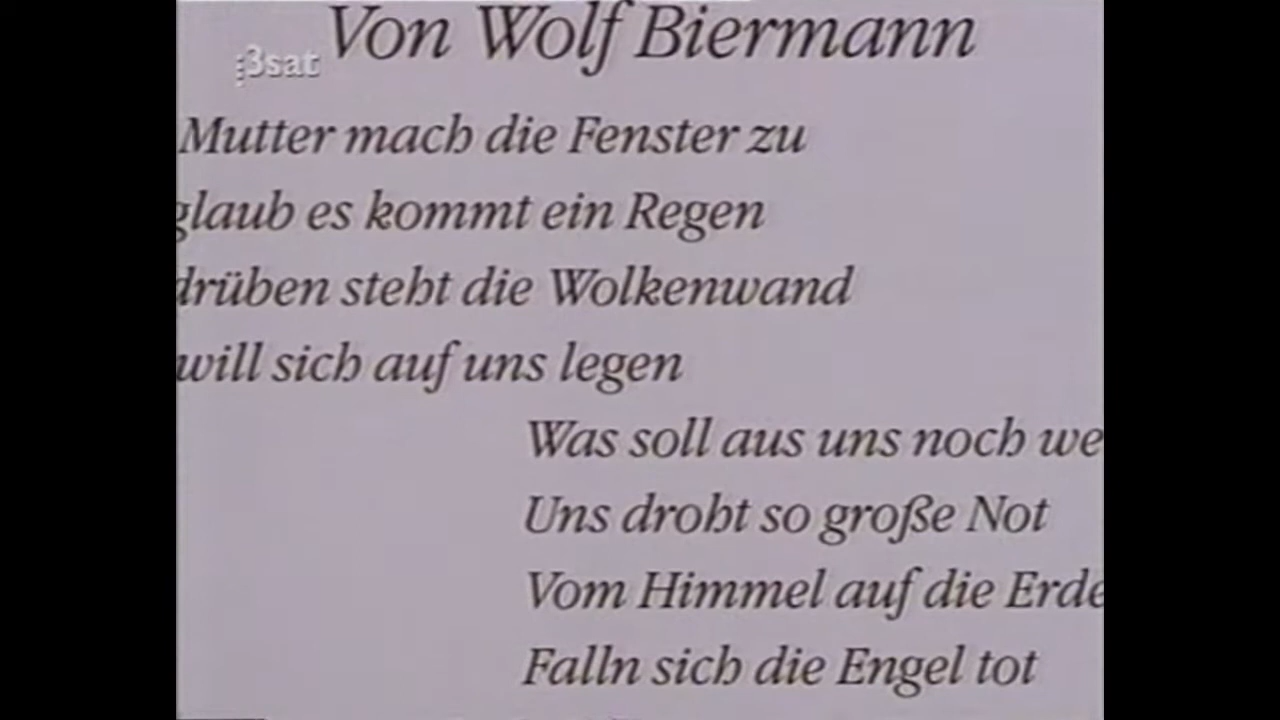 Von Wolf Biermann
3sat
Mutter mach die Fenster zu
glaub es kommt ein Regen
drüben steht die Wolkenwand
will sich auf uns legen
Was soll aus uns noch we
Uns droht so große Not
Vom Himmel auf die Erde
Falln sich die Engel tot